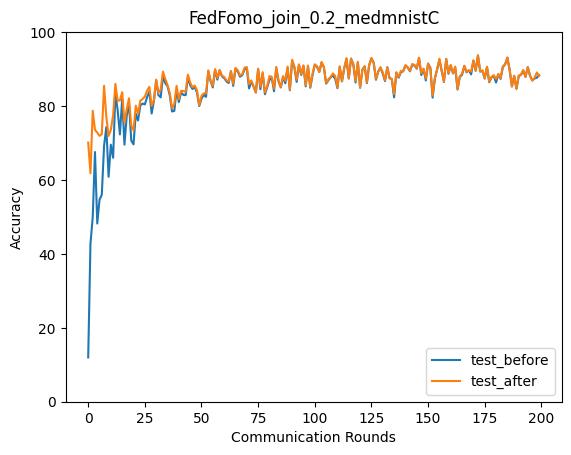 FedFomo_join_0.2_medmnistC
Accuracy
100
80
60
40
20
0
test_before
test_after
0 25 50 75 100 125 150 175 200
Communication Rounds